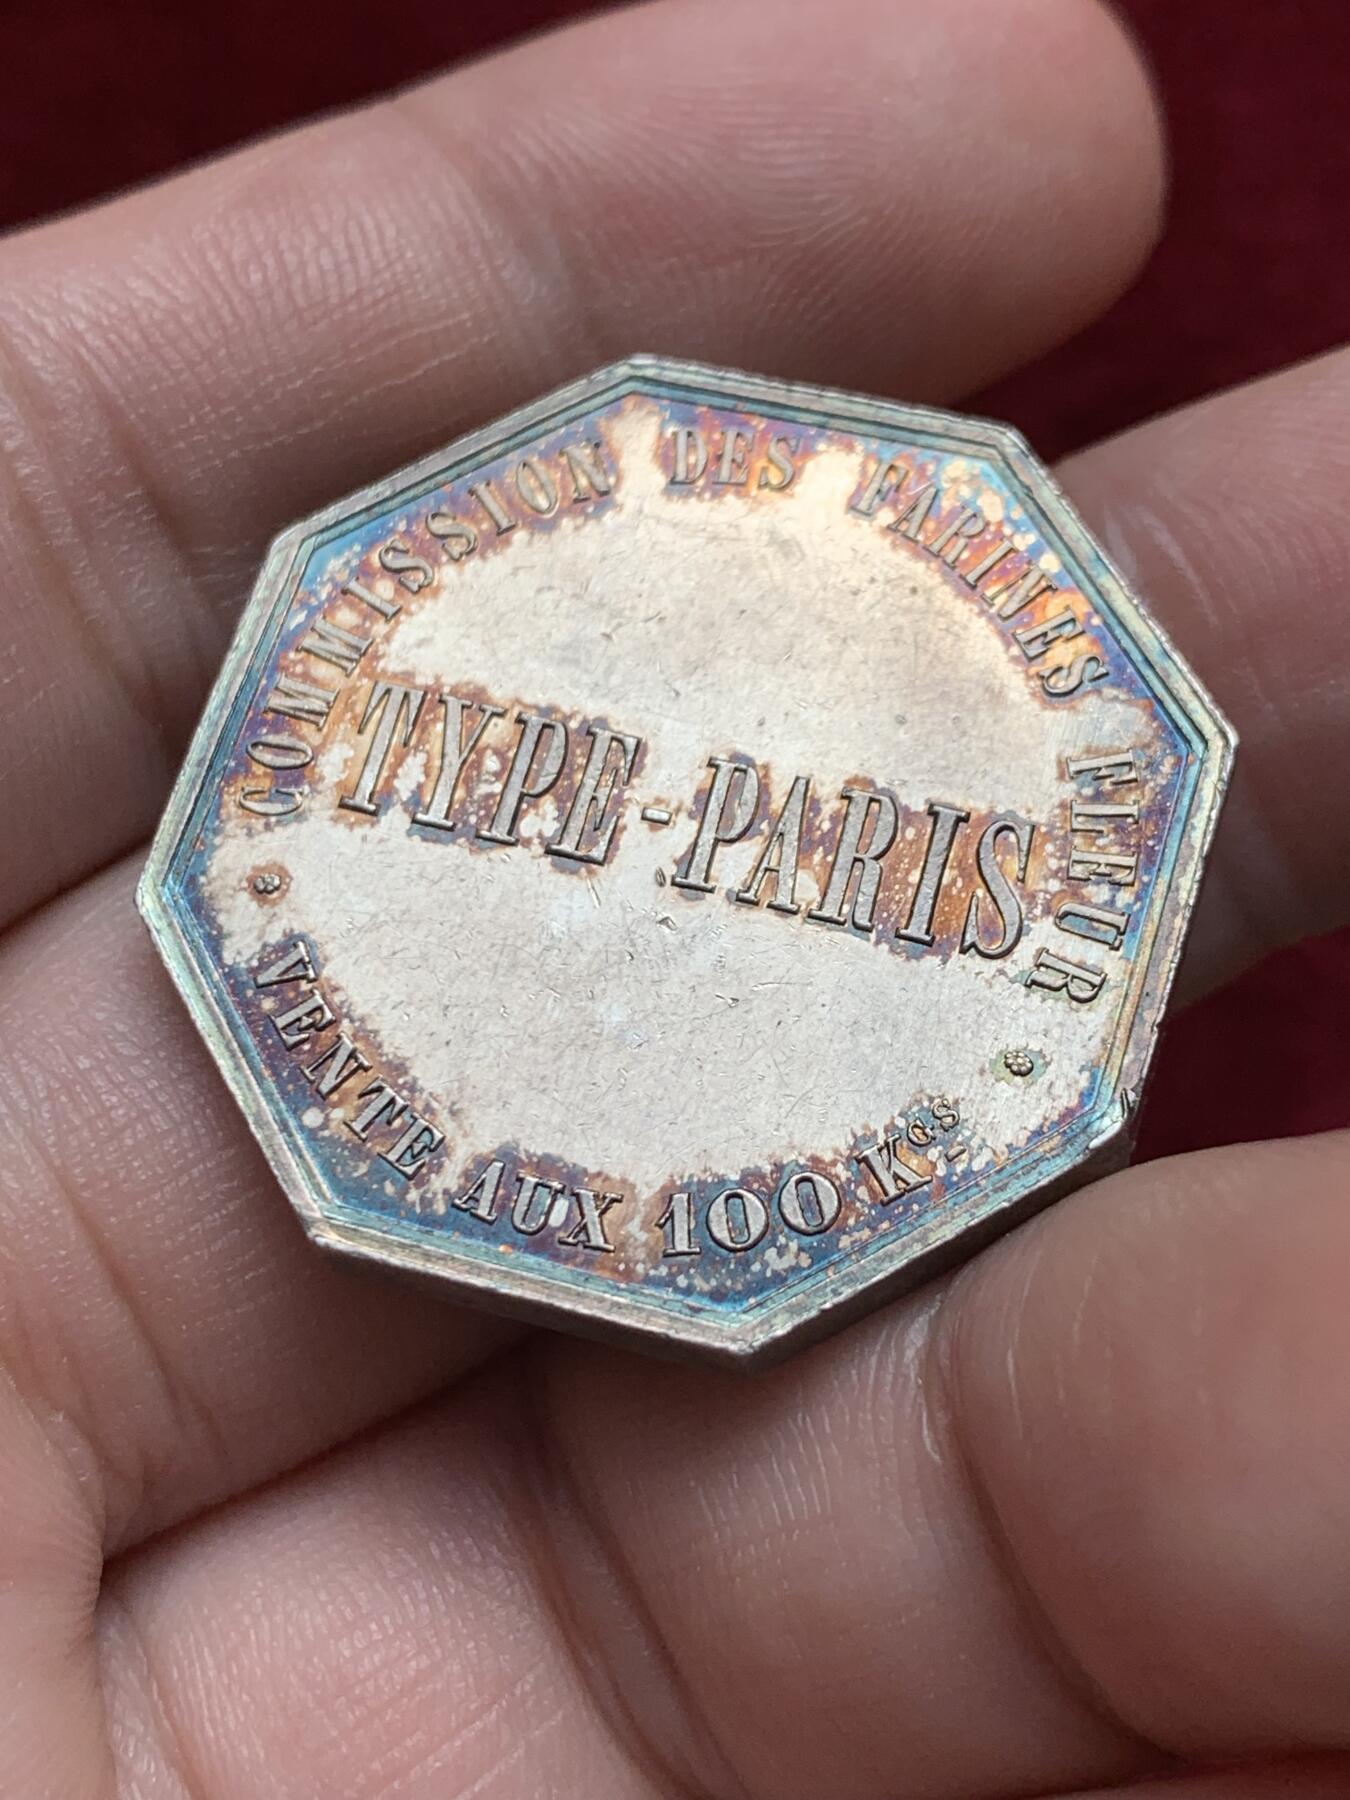 COMMISSION DES FARINES FLEUR
TYPE-PARIS
VENTE AUX 100 KGS